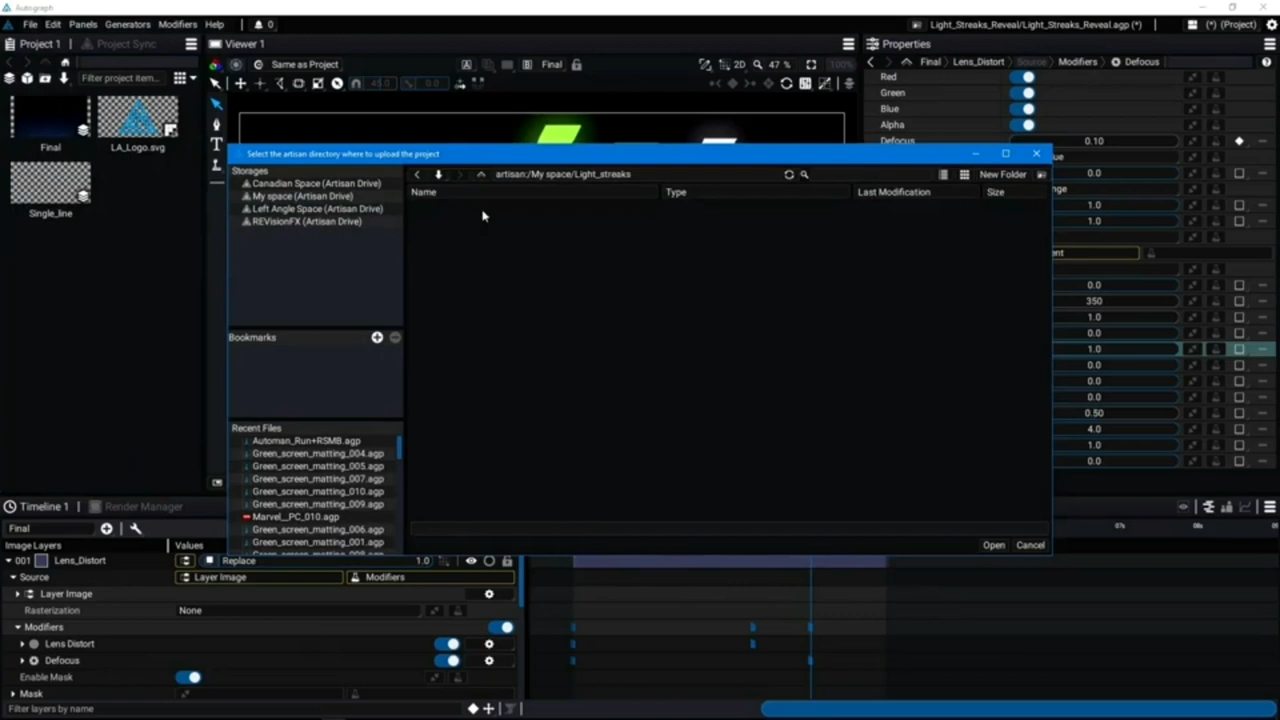 Autograph
File Edit Panels Generators Modifiers Help 0
Light_Streaks_Reveal/Light_Streaks_Reveal.agp (*) (*) (Project)
Project 1 Project Sync
Viewer 1
Properties
Same as Project
A
B
Final
2D
47 %
100%
Final Lens_Distort Source Modifiers Defocus
Filter project item...
45.0
0.0
Red
Green
Blue
Alpha
Defocus 0.10
0.0
1.0
1.0
0.0
350
1.0
0.0
1.0
0.0
0.0
0.0
0.50
4.0
1.0
0.0
Final
LA_Logo.svg
Single_line
Select the artisan directory where to upload the project
Storages
Canadian Space (Artisan Drive)
My space (Artisan Drive)
Left Angle Space (Artisan Drive)
REVisionFX (Artisan Drive)
artisan:/My space/Light_streaks
New Folder
Name Type Last Modification Size
Bookmarks
Recent Files
Automan_Run+RSMB.agp
Green_screen_matting_004.agp
Green_screen_matting_005.agp
Green_screen_matting_007.agp
Green_screen_matting_010.agp
Green_screen_matting_009.agp
Marvel_PC_010.agp
Green_screen_matting_006.agp
Green_screen_matting_001.agp
Open Cancel
Timeline 1 Render Manager
Final
07s 08s
Image Layers Values
001 Lens_Distort Replace 1.0
Source Layer Image Modifiers
Layer Image
Rasterization None
Modifiers
Lens Distort
Defocus
Enable Mask
Mask
Filter layers by name